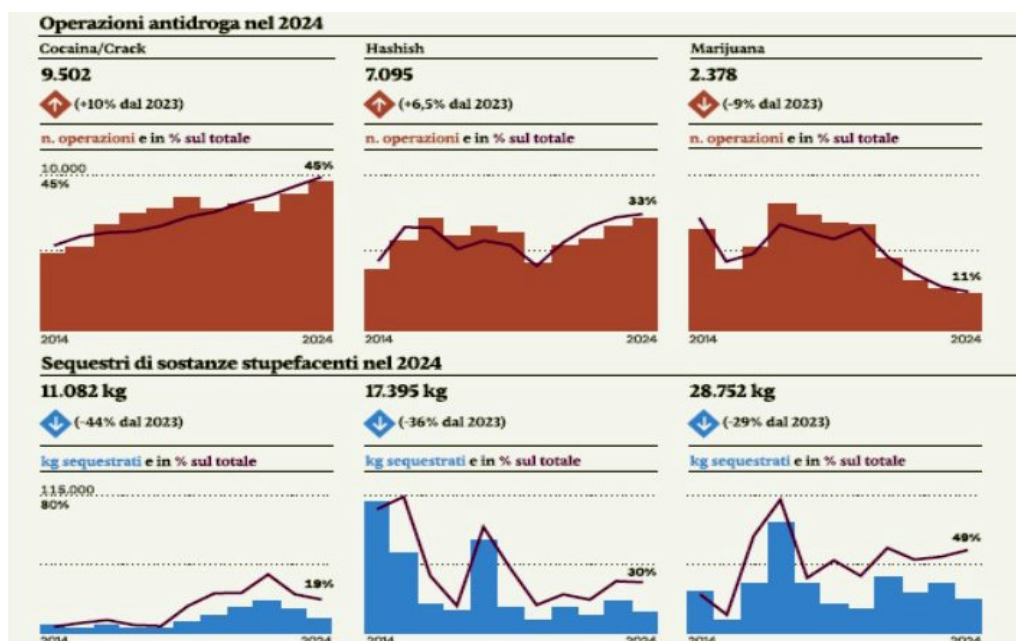 Operazioni antidroga nel 2024
Cocaina/Crack
9.502
(+10% dal 2023)
n. operazioni e in % sul totale
10.000
45%
45%
2014
2024
Hashish
7.095
(+6,5% dal 2023)
n. operazioni e in % sul totale
33%
2014
2024
Marijuana
2.378
(-9% dal 2023)
n. operazioni e in % sul totale
11%
2014
2024
Sequestri di sostanze stupefacenti nel 2024
11.082 kg
(-44% dal 2023)
kg sequestrati e in % sul totale
115.000
80%
19%
2014
2024
17.395 kg
(-36% dal 2023)
kg sequestrati e in % sul totale
30%
2014
2024
28.752 kg
(-29% dal 2023)
kg sequestrati e in % sul totale
49%
2014
2024